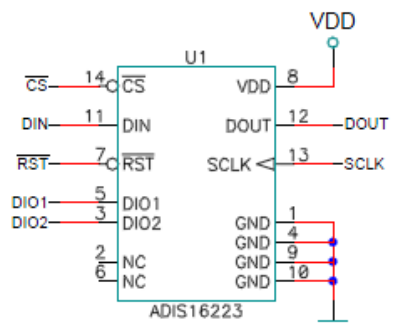 VDD
U1
CS 14 CS VDD 8
DIN 11 DIN DOUT 12 DOUT
RST 7 RST SCLK 13 SCLK
DIO1 5 DIO1 GND 1
DIO2 3 DIO2 GND 4
2 NC GND 9
6 NC GND 10
ADIS16223